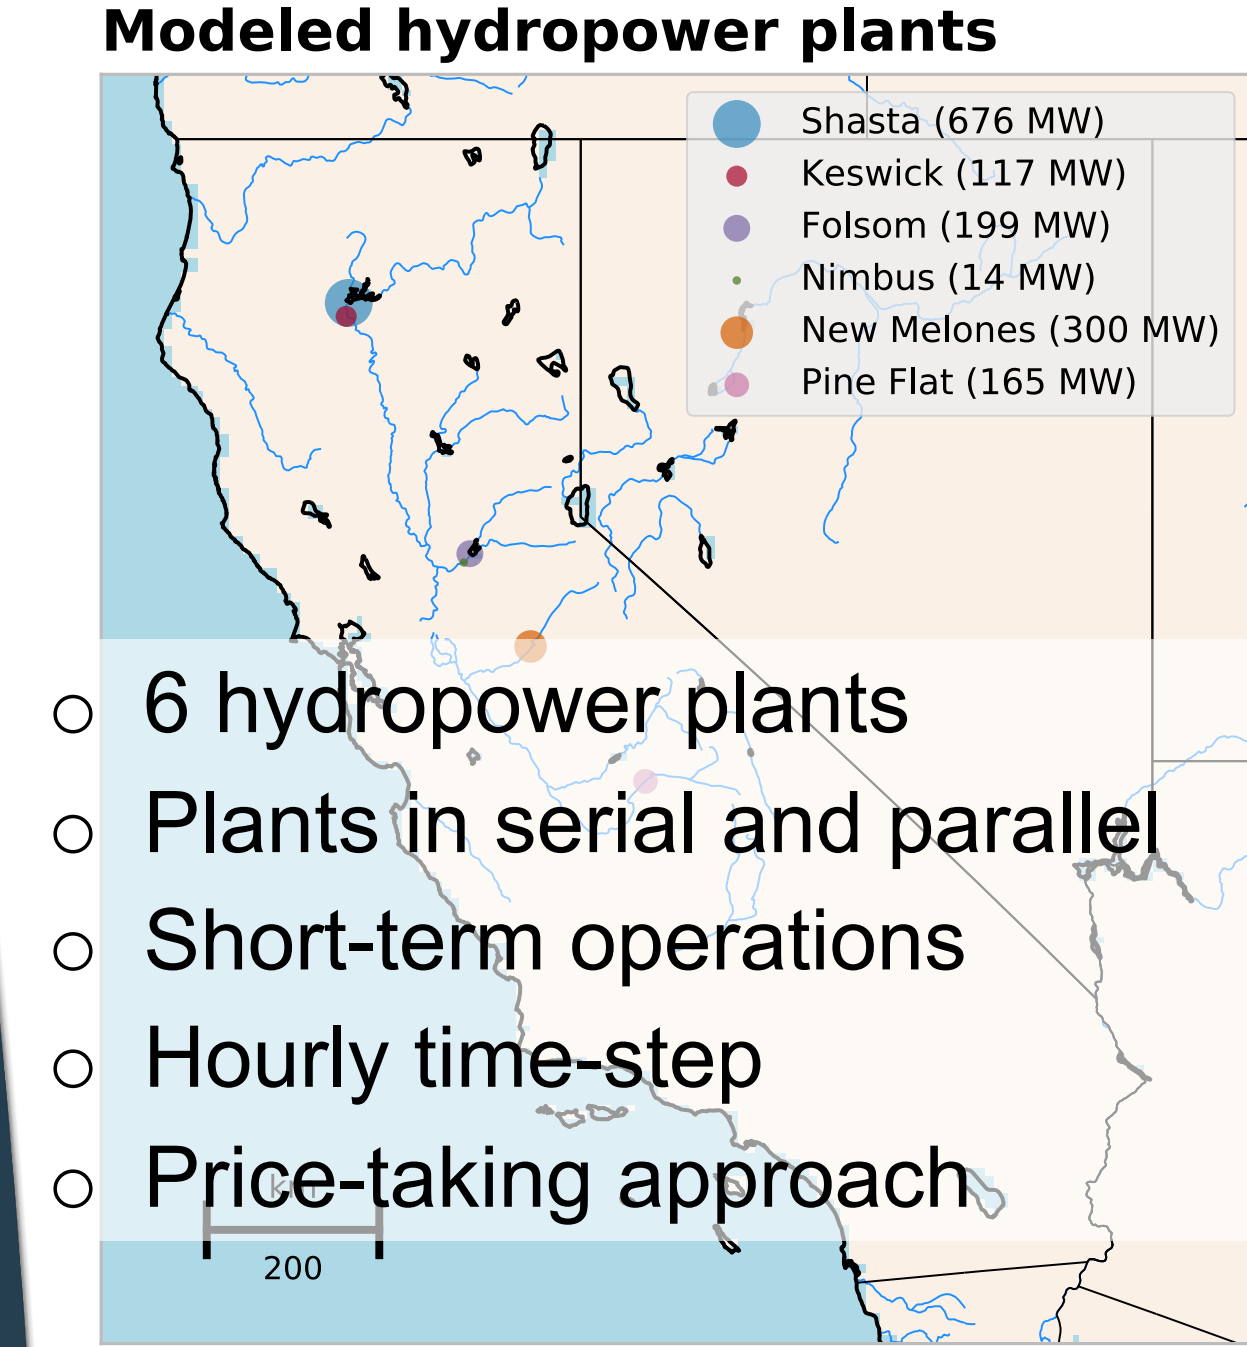 Modeled hydropower plants
Shasta (676 MW)
Keswick (117 MW)
Folsom (199 MW)
Nimbus (14 MW)
New Melones (300 MW)
Pine Flat (165 MW)
6 hydropower plants
Plants in serial and parallel
Short-term operations
Hourly time-step
Price-taking approach
km
200